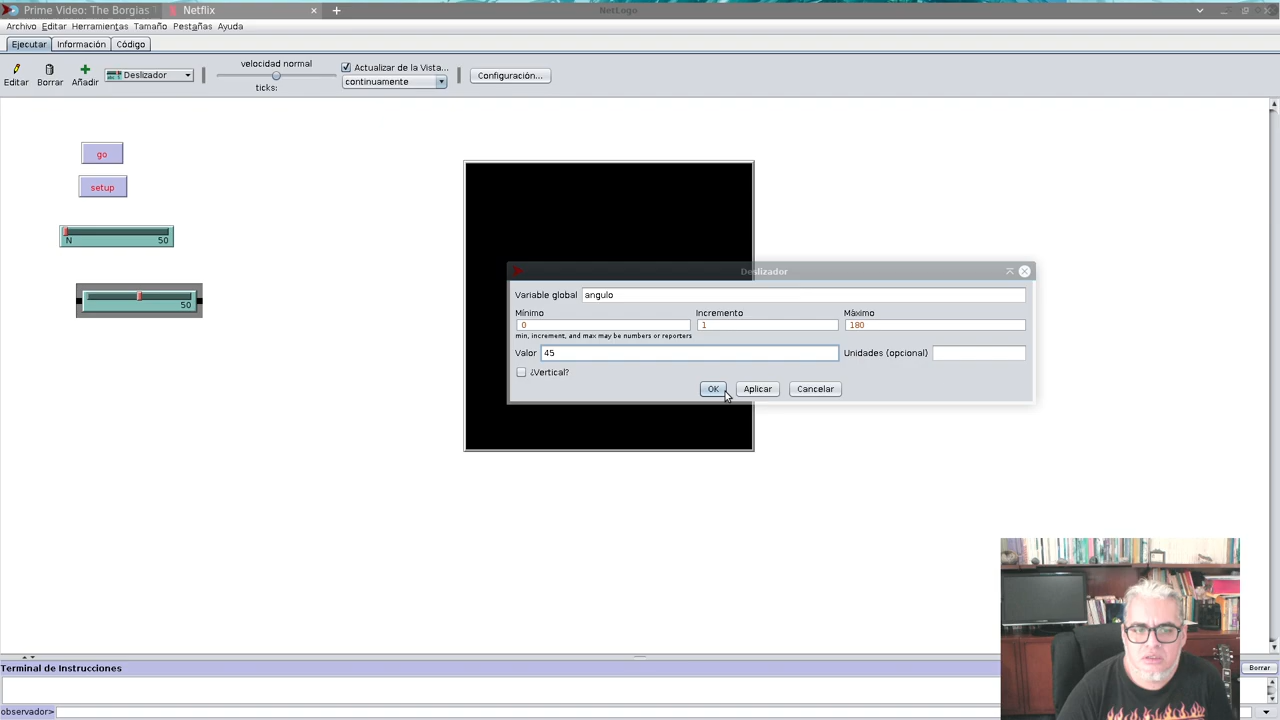 Prime Video: The Borgias
Netflix
NetLogo
Archivo Editar Herramientas Tamaño Pestañas Ayuda
Ejecutar Información Código
Editar Borrar Añadir
Deslizador
velocidad normal
ticks:
Actualizar de la Vista...
continuamente
Configuración...
go
setup
N 50
50
Deslizador
Variable global angulo
Mínimo Incremento Máximo
0 1 180
min, increment, and max may be numbers or reporters
Valor 45 Unidades (opcional)
¿Vertical?
OK Aplicar Cancelar
Terminal de Instrucciones
Borrar
observador>